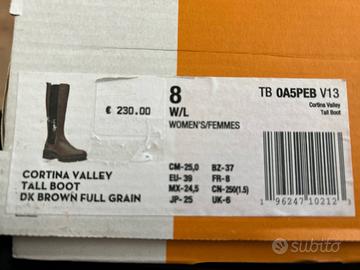 8
W/L
WOMEN'S/FEMMES
TB 0A5PEB V13
Cortina Valley
Tall Boot
€ 230.00
CORTINA VALLEY
TALL BOOT
DX BROWN FULL GRAIN
CM-25,0 BZ-37
EU-39 FR-8
MX-24,5 CN-250(1.5)
JP-25 UK-6
1 96247 10212 3
subito